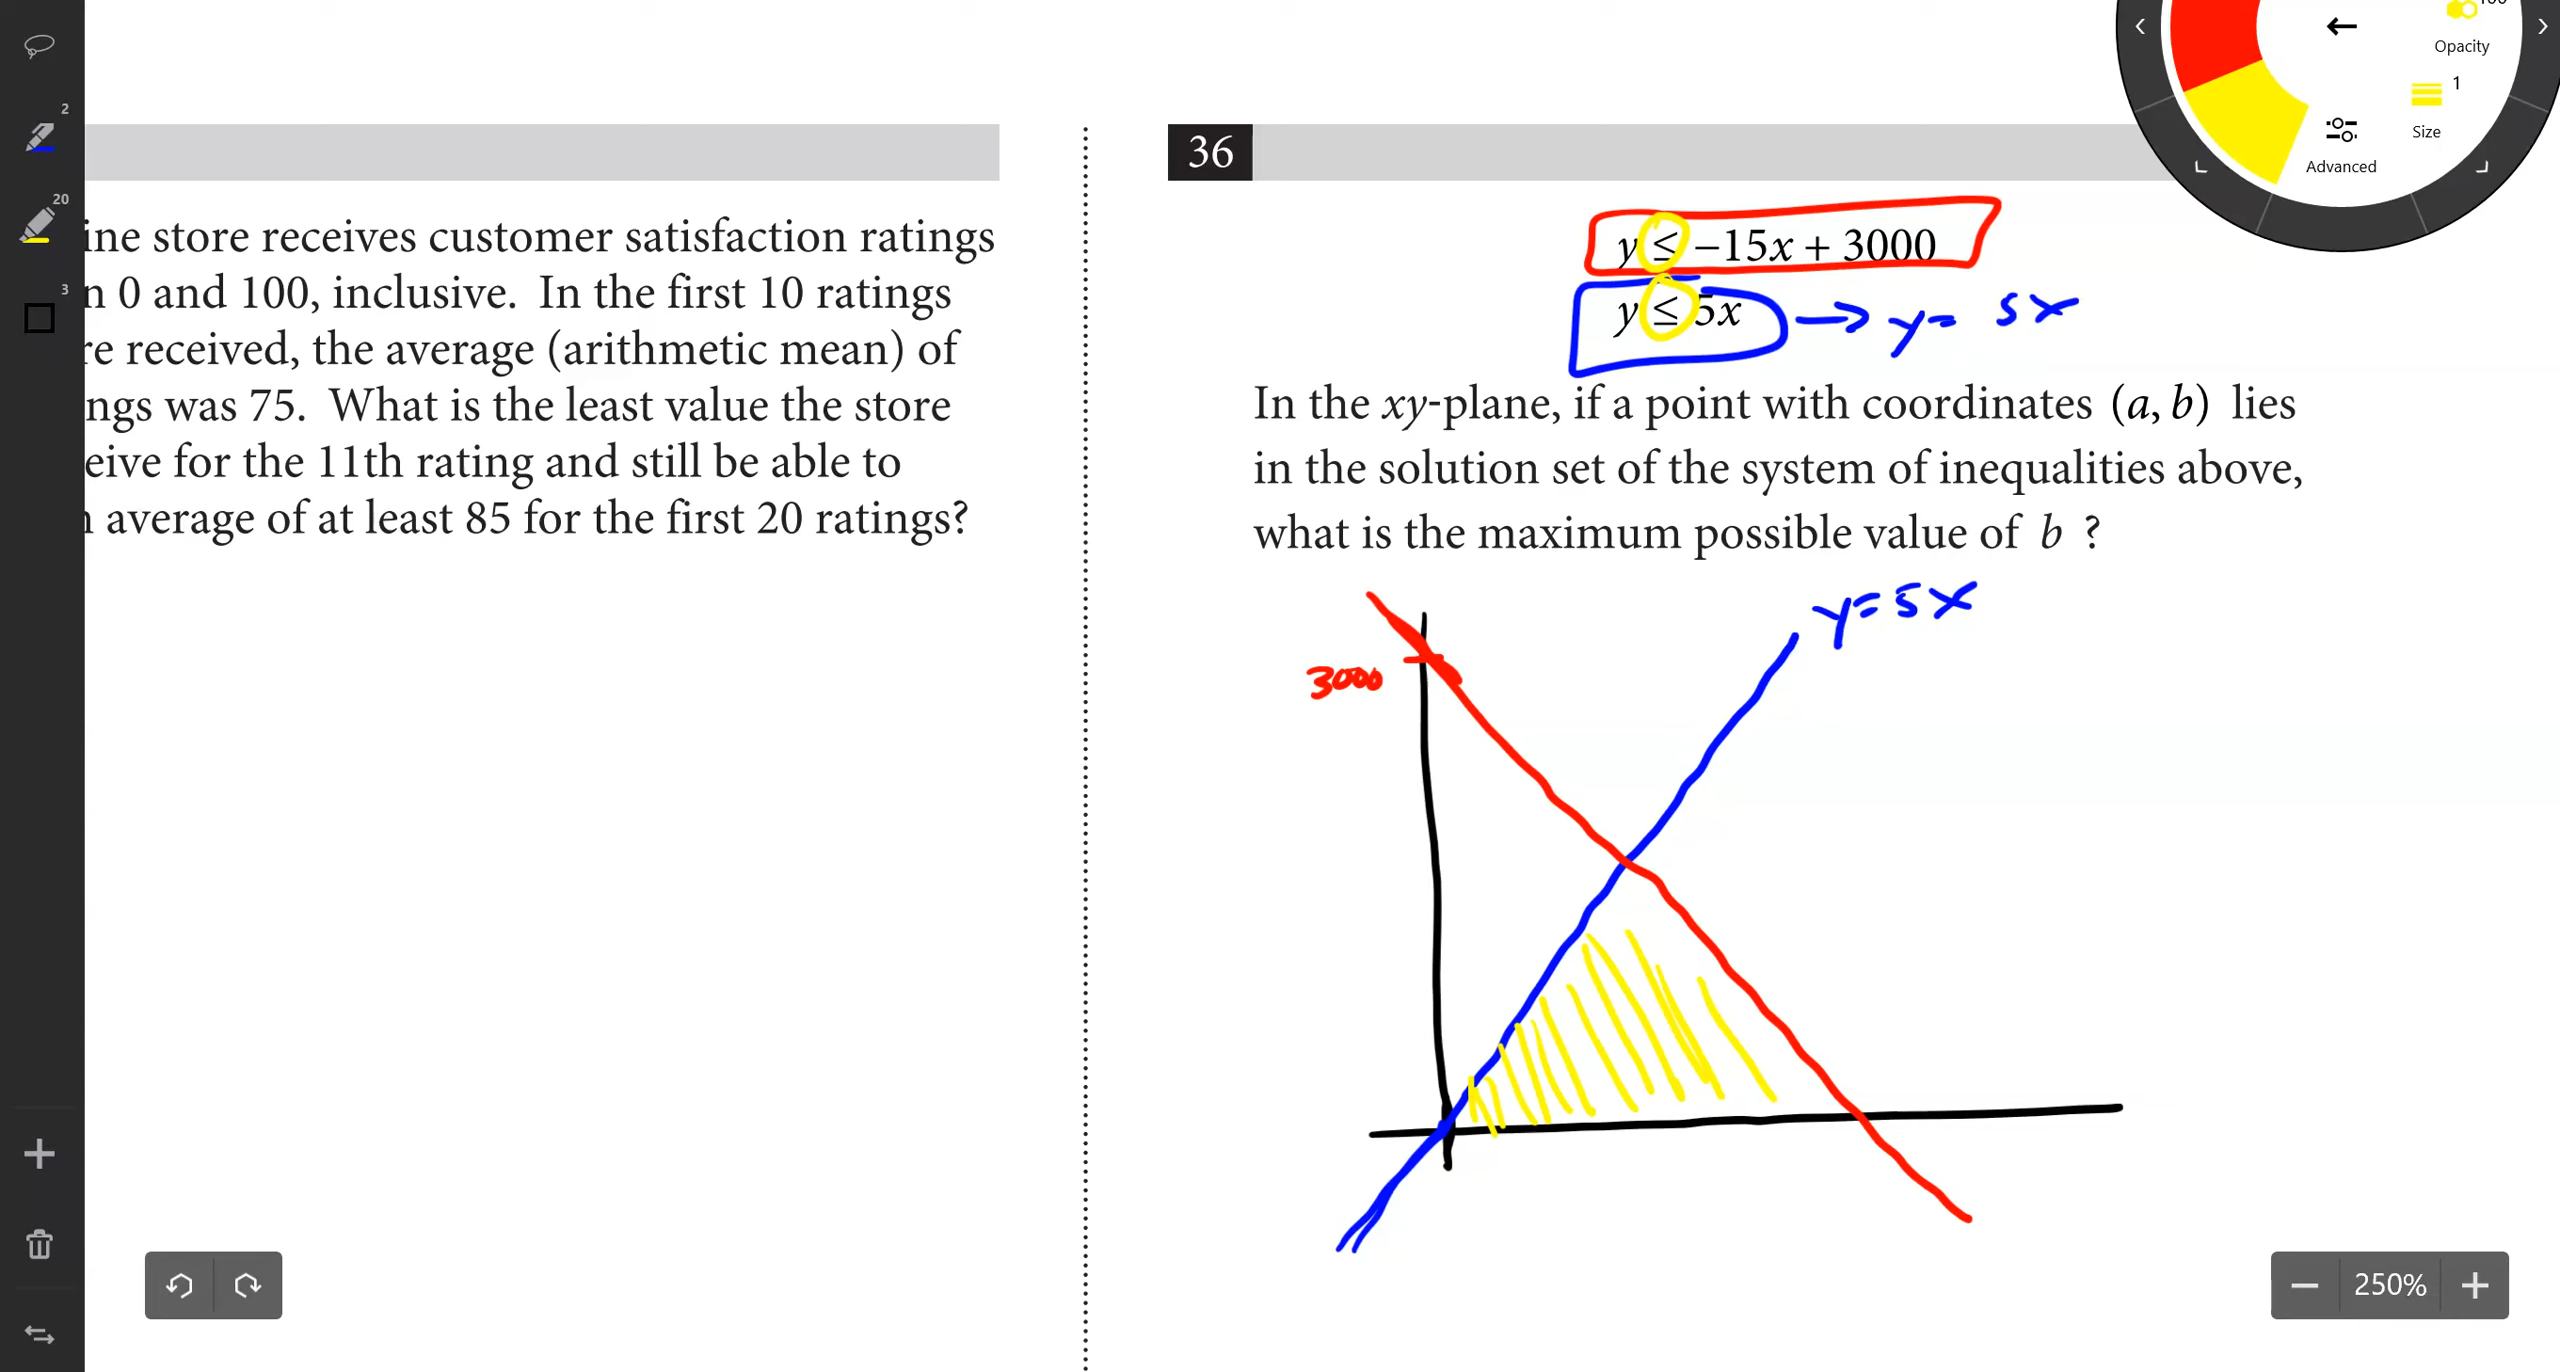 100
Opacity
1
Size
Advanced
2
20
3
ine store receives customer satisfaction ratings
n 0 and 100, inclusive. In the first 10 ratings
re received, the average (arithmetic mean) of
ngs was 75. What is the least value the store
eive for the 11th rating and still be able to
average of at least 85 for the first 20 ratings?
36
y ≤ −15x + 3000
y ≤ 5x → y = 5x
In the xy-plane, if a point with coordinates (a, b) lies
in the solution set of the system of inequalities above,
what is the maximum possible value of b ?
y=5x
3000
250%